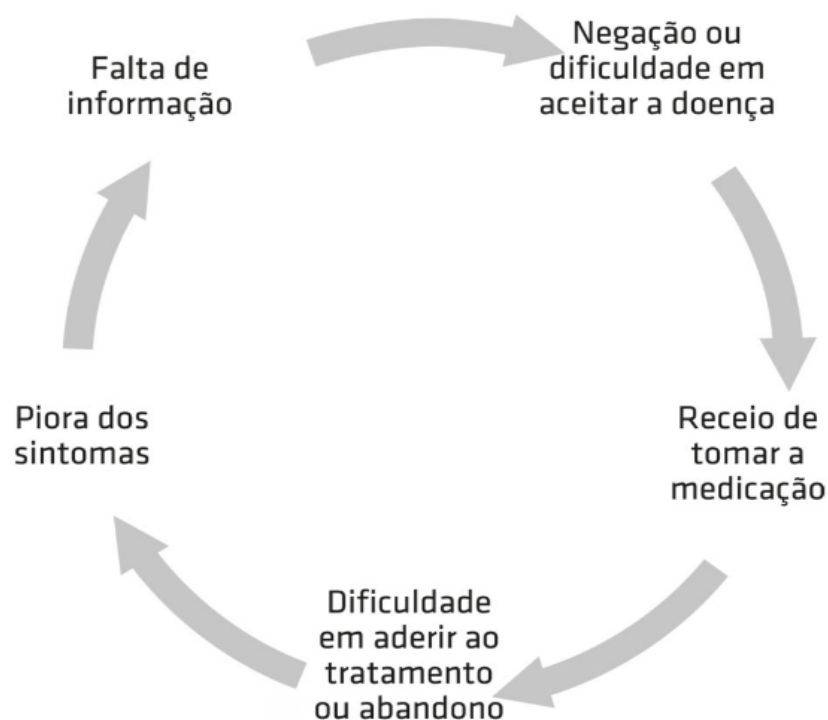 Falta de
informação
Negação ou
dificuldade em
aceitar a doença
Receio de
tomar a
medicação
Dificuldade
em aderir ao
tratamento
ou abandono
Piora dos
sintomas